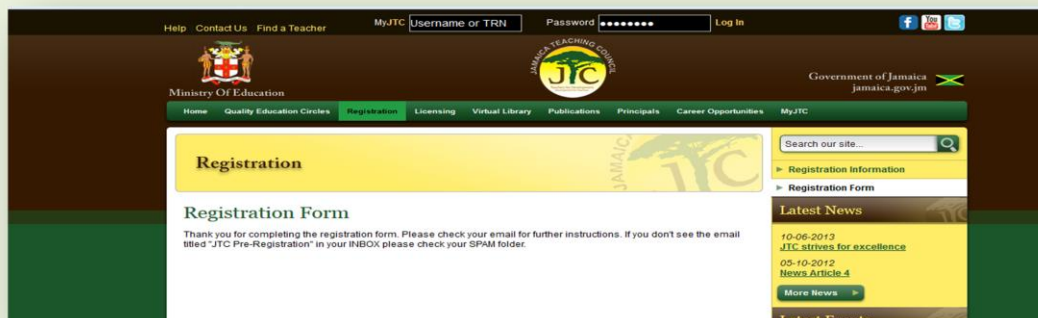 Help Contact Us Find a Teacher MyJTC Username or TRN Password •••••••• Log In
f You Tube
JAMAICA TEACHING COUNCIL
JTC
Ministry Of Education
Government of Jamaica
jamaica.gov.jm
Home Quality Education Circles Registration Licensing Virtual Library Publications Principals Career Opportunities MyJTC
Registration
JAMAICA
JTC
Search our site...
Registration Information
Registration Form
Registration Form
Thank you for completing the registration form. Please check your email for further instructions. If you don't see the email
titled "JTC Pre-Registration" in your INBOX please check your SPAM folder.
Latest News
10-06-2013
JTC strives for excellence
05-10-2012
News Article 4
More News